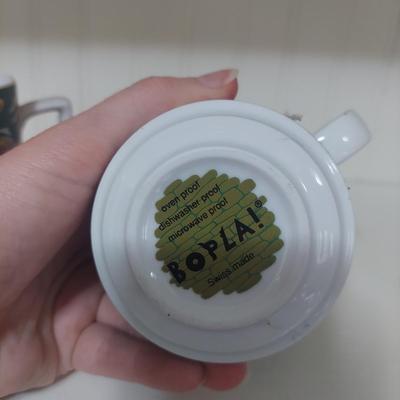 oven proof
dishwasher proof
microwave proof
BOPLA!®
Swiss made